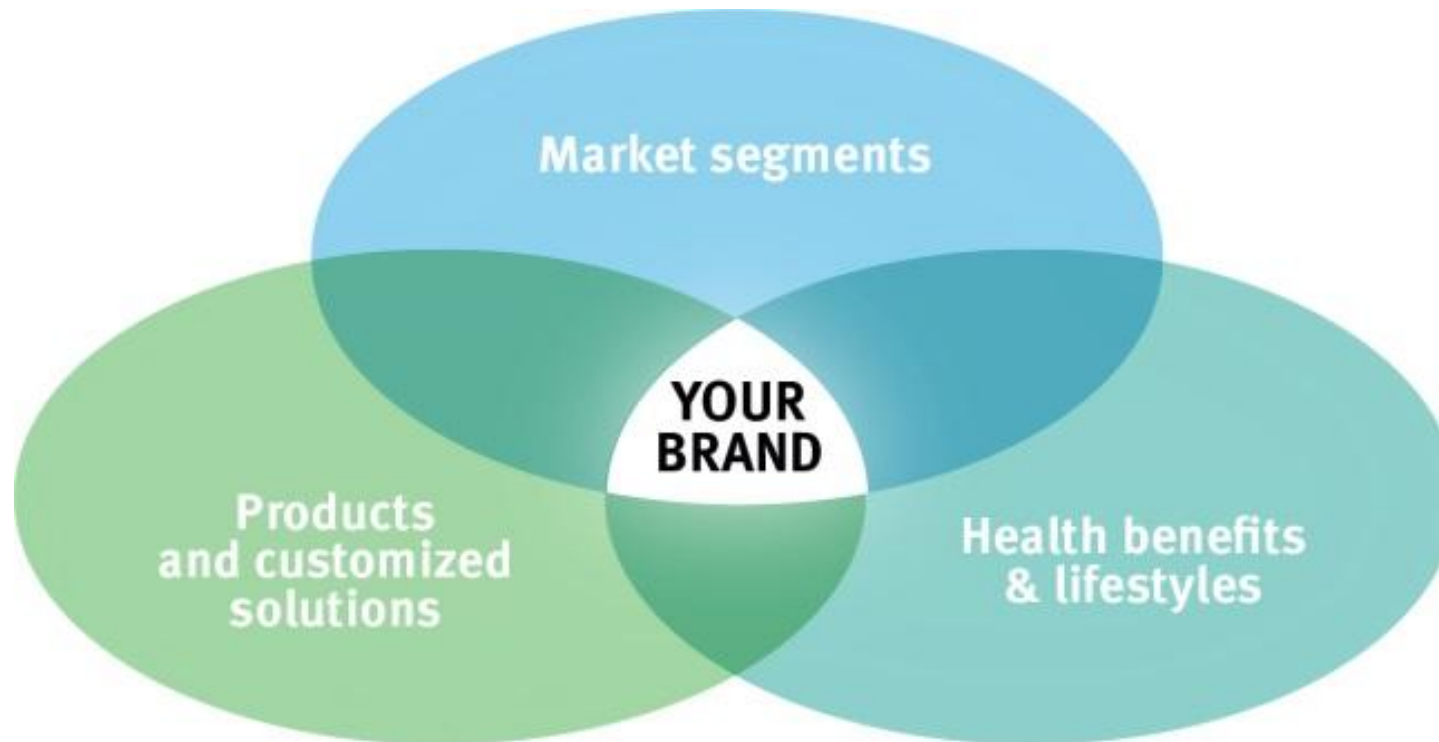 Market segments
YOUR
BRAND
Products
and customized
solutions
Health benefits
& lifestyles